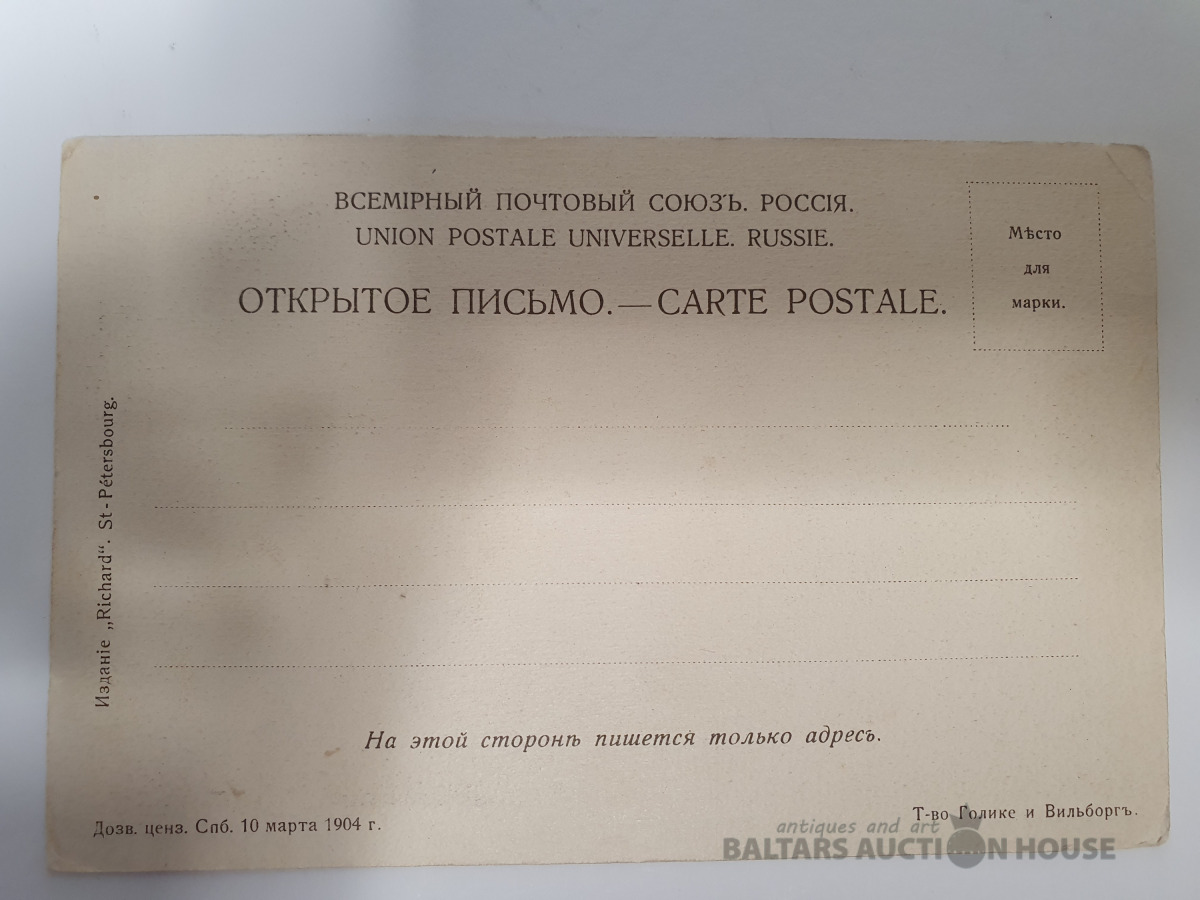 ВСЕМІРНЫЙ ПОЧТОВЫЙ СОЮЗЪ. РОССІЯ.
UNION POSTALE UNIVERSELLE. RUSSIE.
ОТКРЫТОЕ ПИСЬМО.—CARTE POSTALE.
Мѣсто
для
марки.
Изданіе „Richard“. St-Pétersbourg.
На этой сторонѣ пишется только адресъ.
Дозв. ценз. Спб. 10 марта 1904 г.
Т-во Голике и Вильборгъ.
antiques and art
BALTARS AUCTION HOUSE